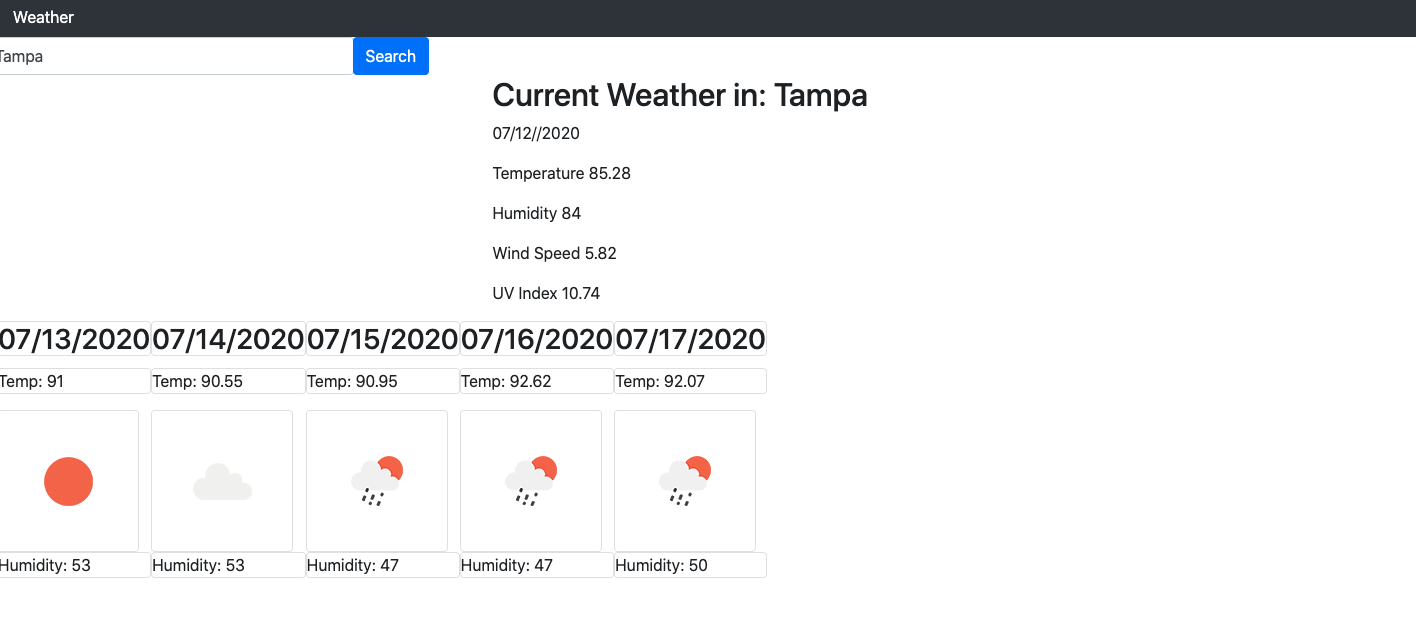 Weather
Tampa
Search
Current Weather in: Tampa
07/12//2020
Temperature 85.28
Humidity 84
Wind Speed 5.82
UV Index 10.74
07/13/2020 07/14/2020 07/15/2020 07/16/2020 07/17/2020
Temp: 91 Temp: 90.55 Temp: 90.95 Temp: 92.62 Temp: 92.07
Humidity: 53 Humidity: 53 Humidity: 47 Humidity: 47 Humidity: 50